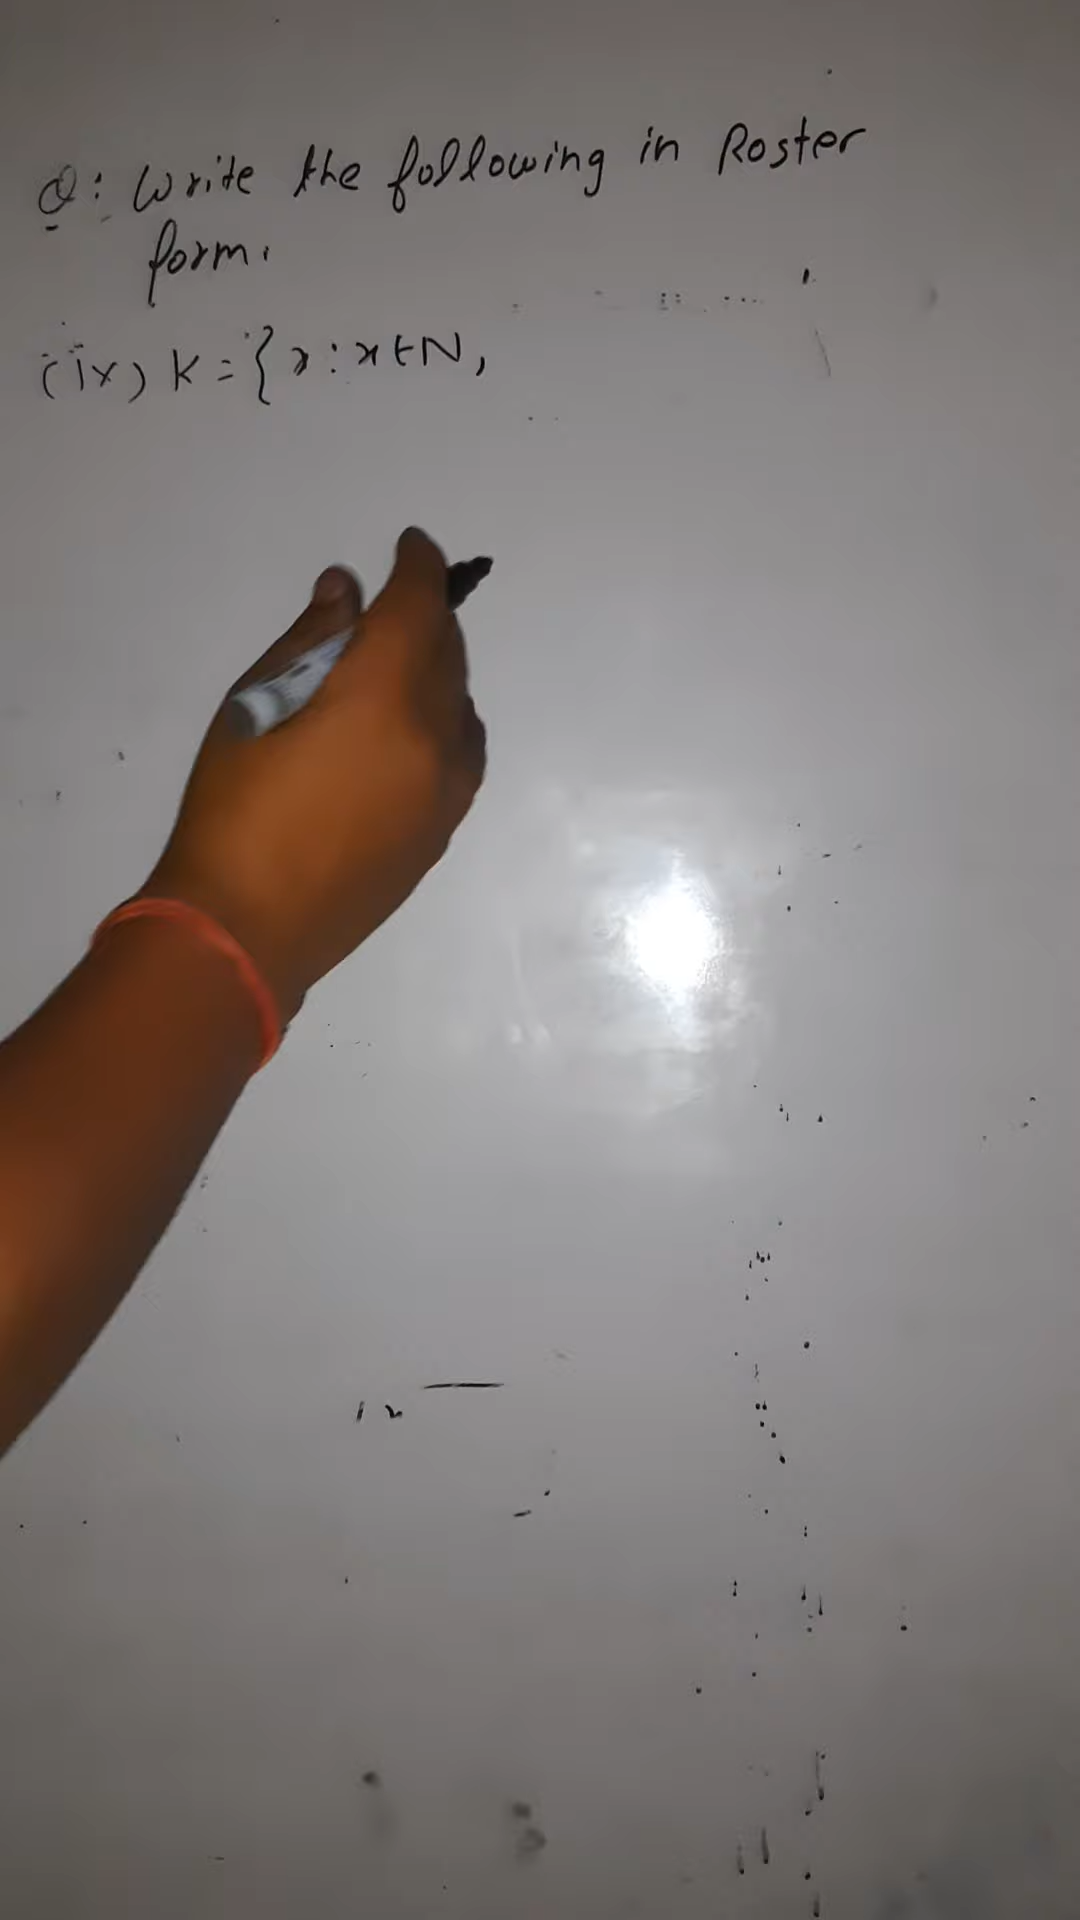 Q: Write the following in Roster
form.
(ix) K = { x : x ∈ N,